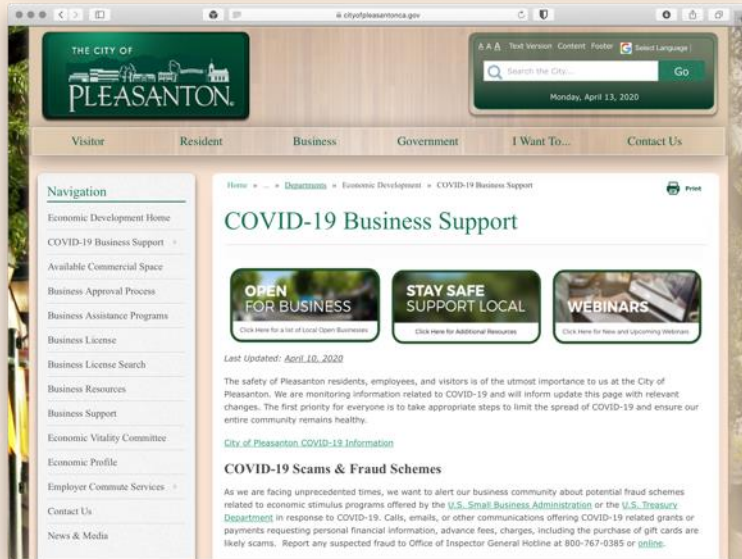 cityofpleasantonca.gov
THE CITY OF
PLEASANTON®
A A A Text Version Content Footer G Select Language
Search the City...
Go
Monday, April 13, 2020
Visitor Resident Business Government I Want To... Contact Us
Navigation
Economic Development Home
COVID-19 Business Support
Available Commercial Space
Business Approval Process
Business Assistance Programs
Business License
Business License Search
Business Resources
Business Support
Economic Vitality Committee
Economic Profile
Employer Commute Services
Contact Us
News & Media
Home » ... » Departments » Economic Development » COVID-19 Business Support
Print
COVID-19 Business Support
OPEN
FOR BUSINESS
Click Here for a list of Local Open Businesses
STAY SAFE
SUPPORT LOCAL
Click Here for Additional Resources
WEBINARS
Click Here for New and Upcoming Webinars
Last Updated: April 10, 2020
The safety of Pleasanton residents, employees, and visitors is of the utmost importance to us at the City of
Pleasanton. We are monitoring information related to COVID-19 and will inform update this page with relevant
changes. The first priority for everyone is to take appropriate steps to limit the spread of COVID-19 and ensure our
entire community remains healthy.
City of Pleasanton COVID-19 Information
COVID-19 Scams & Fraud Schemes
As we are facing unprecedented times, we want to alert our business community about potential fraud schemes
related to economic stimulus programs offered by the U.S. Small Business Administration or the U.S. Treasury
Department in response to COVID-19. Calls, emails, or other communications offering COVID-19 related grants or
payments requesting personal financial information, advance fees, charges, including the purchase of gift cards are
likely scams. Report any suspected fraud to Office of Inspector General Hotline at 800-767-0385 or online.